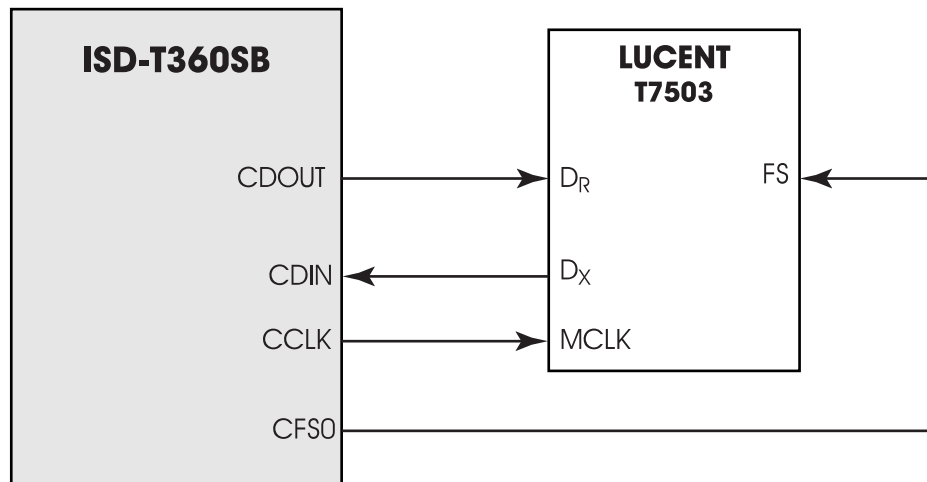 ISD-T360SB
LUCENT
T7503
CDOUT
DR
FS
CDIN
DX
CCLK
MCLK
CFS0